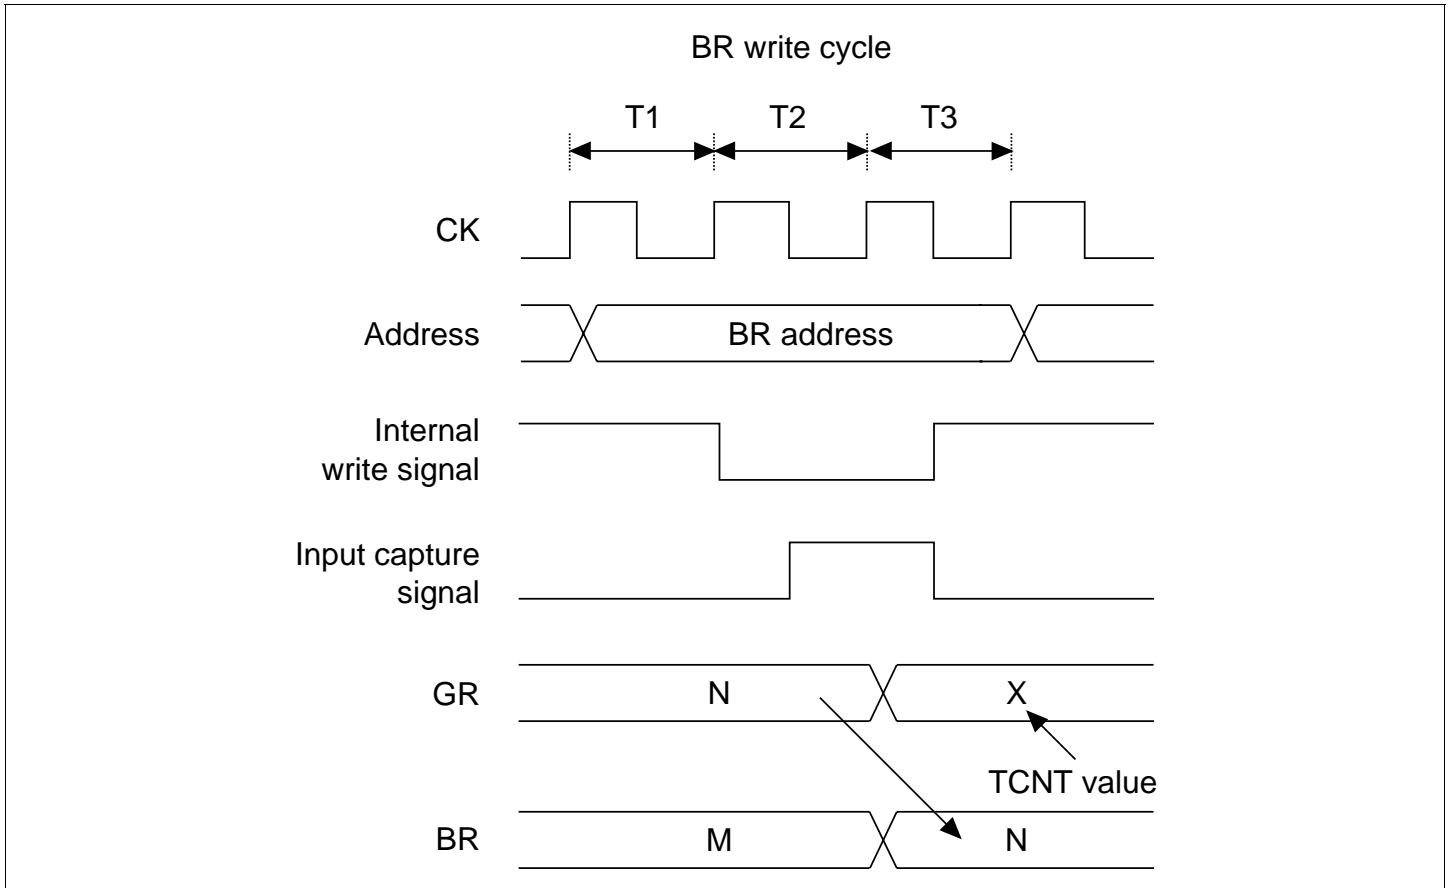 BR write cycle
T1 T2 T3
CK
Address BR address
Internal
write signal
Input capture
signal
GR N X
TCNT value
BR M N